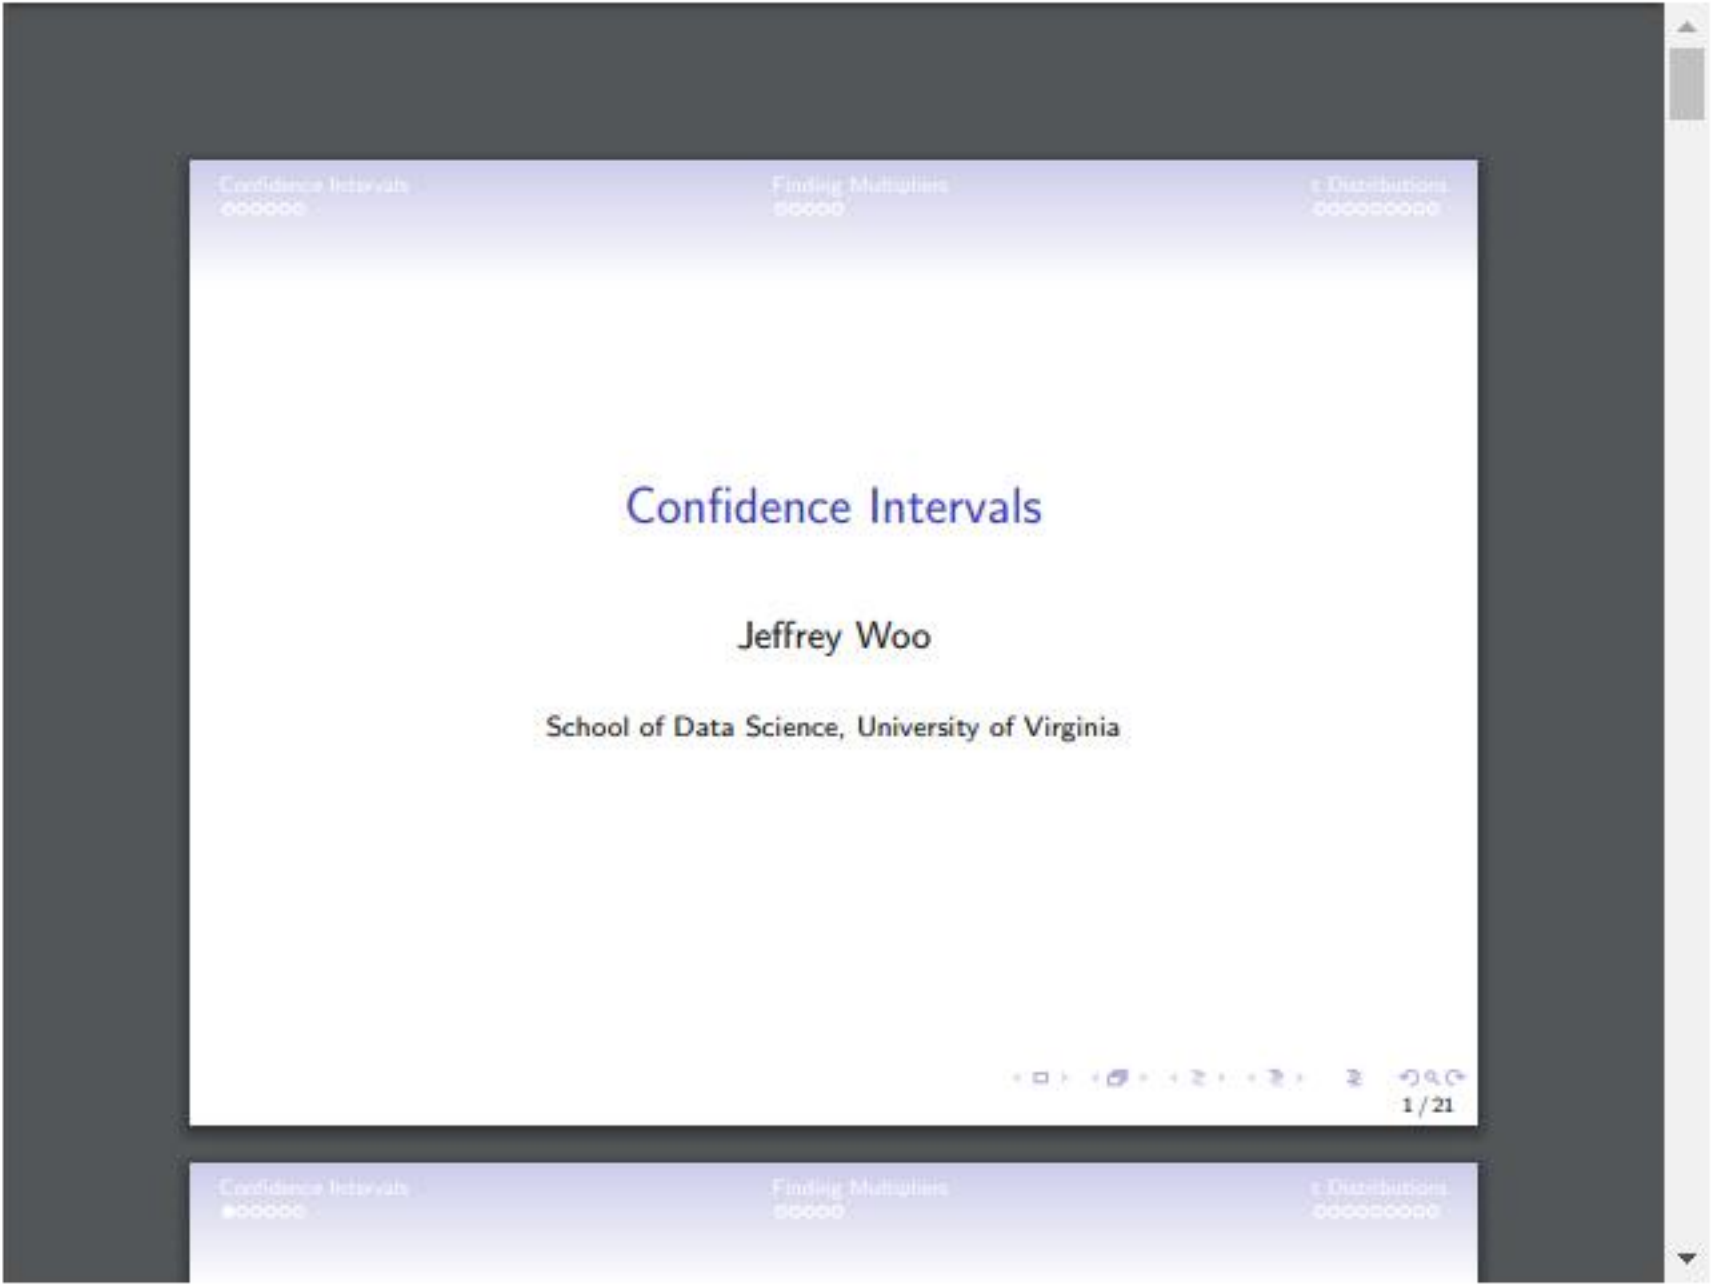 Confidence Intervals
Finding Multipliers
t Distributions
Confidence Intervals
Jeffrey Woo
School of Data Science, University of Virginia
1 / 21
Confidence Intervals
Finding Multipliers
t Distributions